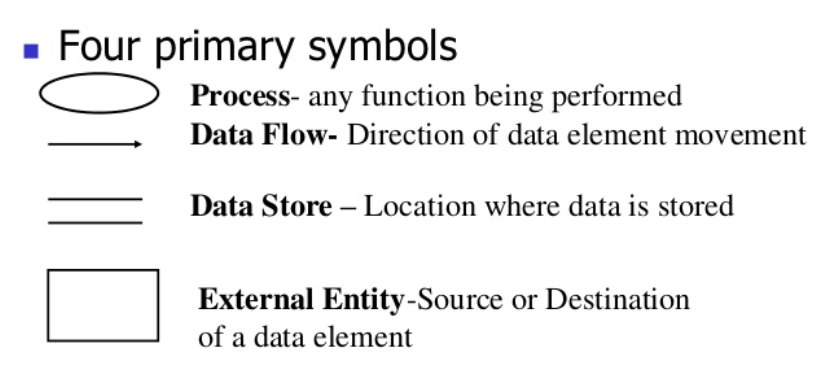 Four primary symbols
Process- any function being performed
Data Flow- Direction of data element movement
Data Store – Location where data is stored
External Entity-Source or Destination
of a data element